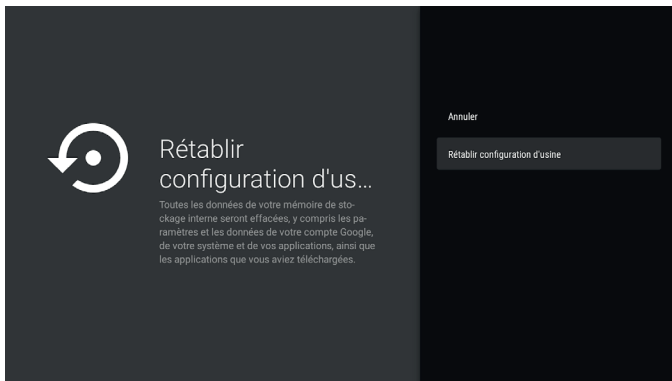 Rétablir
configuration d'us...
Toutes les données de votre mémoire de sto-
ckage interne seront effacées, y compris les pa-
ramètres et les données de votre compte Google,
de votre système et de vos applications, ainsi que
les applications que vous aviez téléchargées.
Annuler
Rétablir configuration d'usine